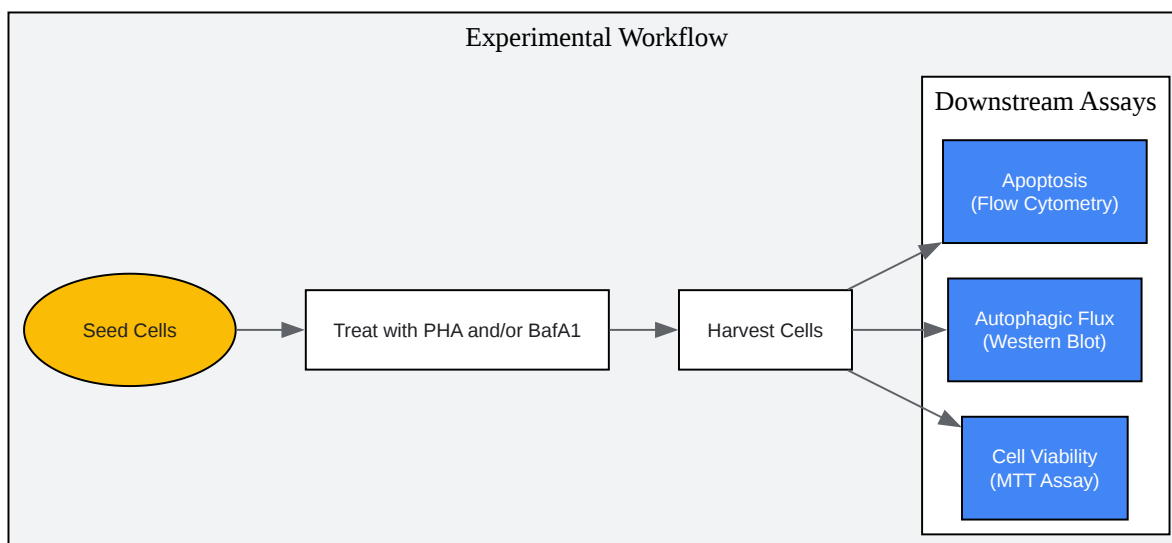 Experimental Workflow
Downstream Assays
Seed Cells
Treat with PHA and/or BafA1
Harvest Cells
Apoptosis
(Flow Cytometry)
Autophagic Flux
(Western Blot)
Cell Viability
(MTT Assay)